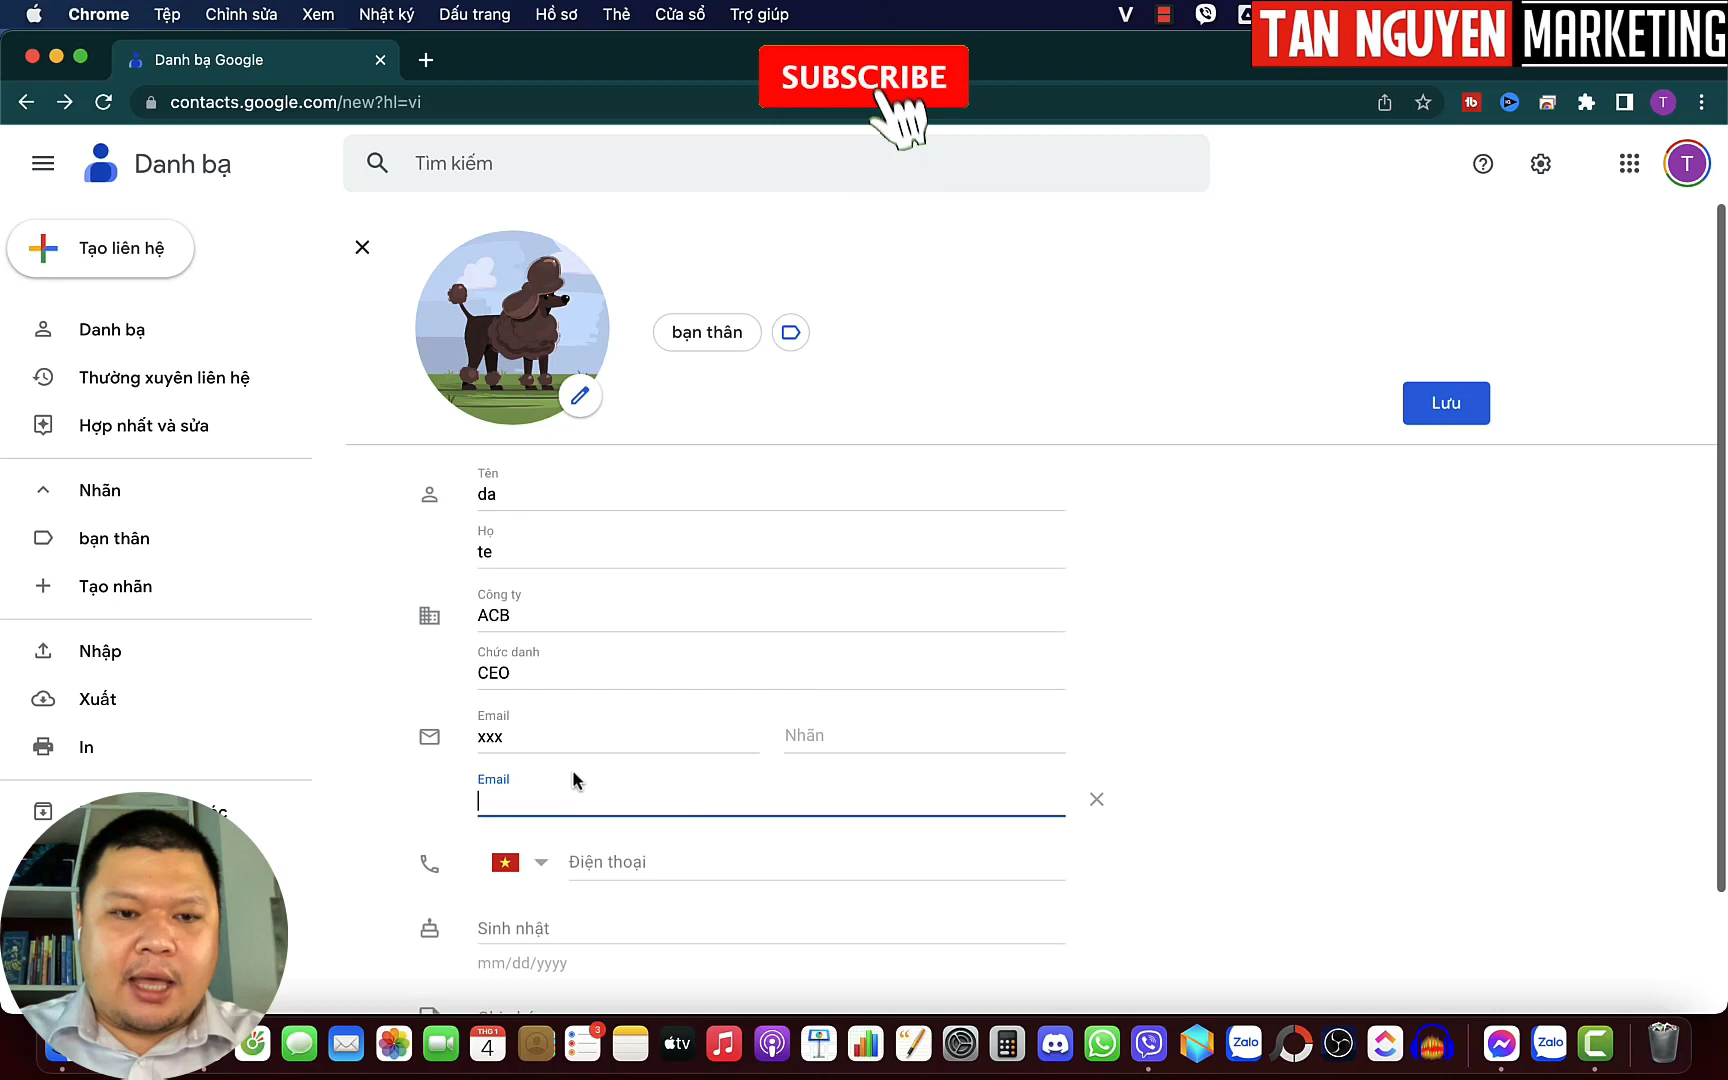 Chrome Tệp Chỉnh sửa Xem Nhật ký Dấu trang Hồ sơ Thẻ Cửa sổ Trợ giúp
TAN NGUYEN MARKETING
Danh bạ Google
SUBSCRIBE
contacts.google.com/new?hl=vi
Danh bạ
Tìm kiếm
T
Tạo liên hệ
bạn thân
Danh bạ
Thường xuyên liên hệ
Lưu
Hợp nhất và sửa
Tên
da
Nhãn
Họ
te
bạn thân
Tạo nhãn
Công ty
ACB
Chức danh
Nhập
CEO
Xuất
Email
xxx
Nhãn
In
Email
Điện thoại
Sinh nhật
mm/dd/yyyy
THG 1
4
3
tv
Zalo
Zalo